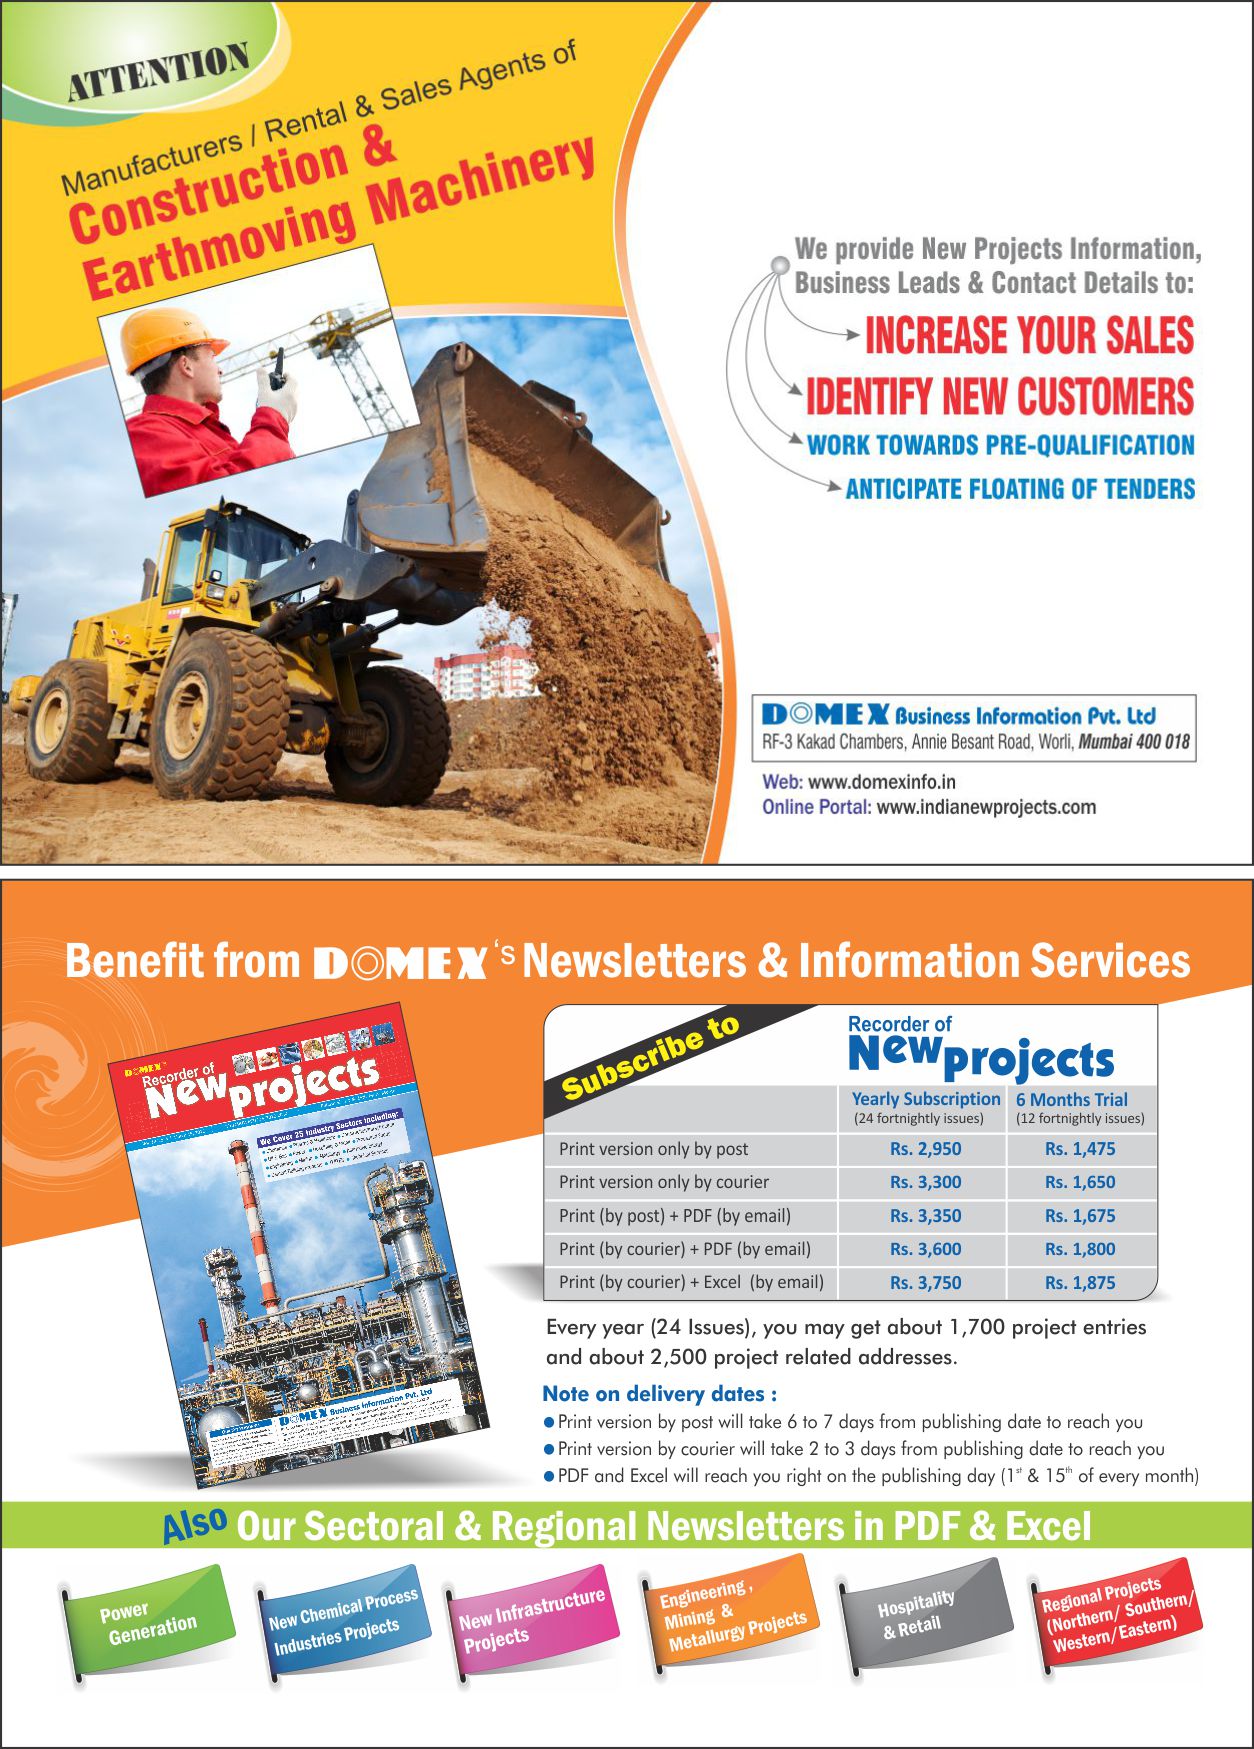 ATTENTION
Manufacturers / Rental & Sales Agents of
Construction &
Earthmoving Machinery
We provide New Projects Information,
Business Leads & Contact Details to:
INCREASE YOUR SALES
IDENTIFY NEW CUSTOMERS
WORK TOWARDS PRE-QUALIFICATION
ANTICIPATE FLOATING OF TENDERS
DOMEX Business Information Pvt. Ltd
RF-3 Kakad Chambers, Annie Besant Road, Worli, Mumbai 400 018
Web: www.domexinfo.in
Online Portal: www.indianewprojects.com
Benefit from DOMEX 's Newsletters & Information Services
DOMEX
Recorder of
New projects
We Cover 25 Industry Sectors including:
DOMEX Business Information Pvt. Ltd
Subscribe to
Recorder of
New projects
Yearly Subscription 6 Months Trial
(24 fortnightly issues) (12 fortnightly issues)
Print version only by post Rs. 2,950 Rs. 1,475
Print version only by courier Rs. 3,300 Rs. 1,650
Print (by post) + PDF (by email) Rs. 3,350 Rs. 1,675
Print (by courier) + PDF (by email) Rs. 3,600 Rs. 1,800
Print (by courier) + Excel (by email) Rs. 3,750 Rs. 1,875
Every year (24 Issues), you may get about 1,700 project entries
and about 2,500 project related addresses.
Note on delivery dates :
● Print version by post will take 6 to 7 days from publishing date to reach you
● Print version by courier will take 2 to 3 days from publishing date to reach you
● PDF and Excel will reach you right on the publishing day (1st & 15th of every month)
Also Our Sectoral & Regional Newsletters in PDF & Excel
Power
Generation
New Chemical Process
Industries Projects
New Infrastructure
Projects
Engineering ,
Mining &
Metallurgy Projects
Hospitality
& Retail
Regional Projects
(Northern/ Southern/
Western/Eastern)